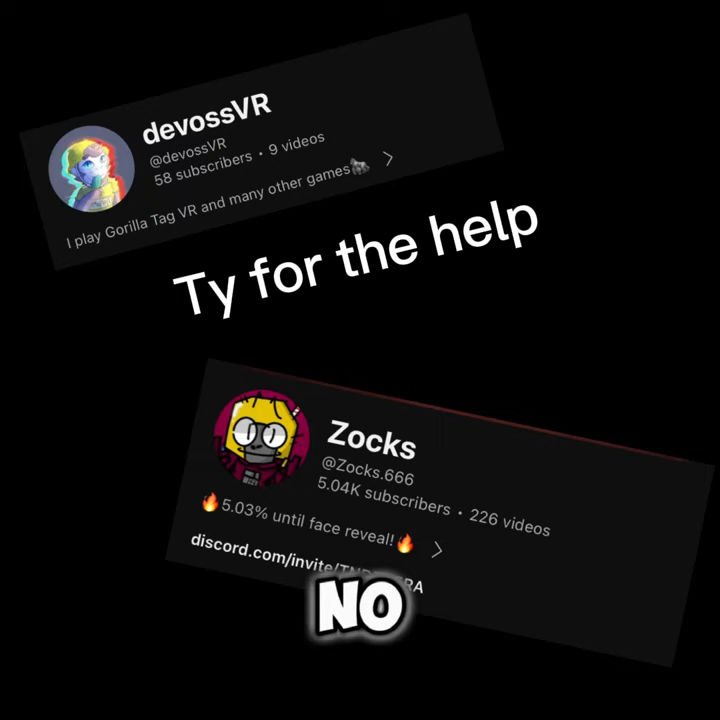 devossVR
@devossVR
58 subscribers • 9 videos
I play Gorilla Tag VR and many other games🦍
Ty for the help
Zocks
@Zocks.666
5.04K subscribers • 226 videos
🔥5.03% until face reveal!🔥
discord.com/invite/
NO